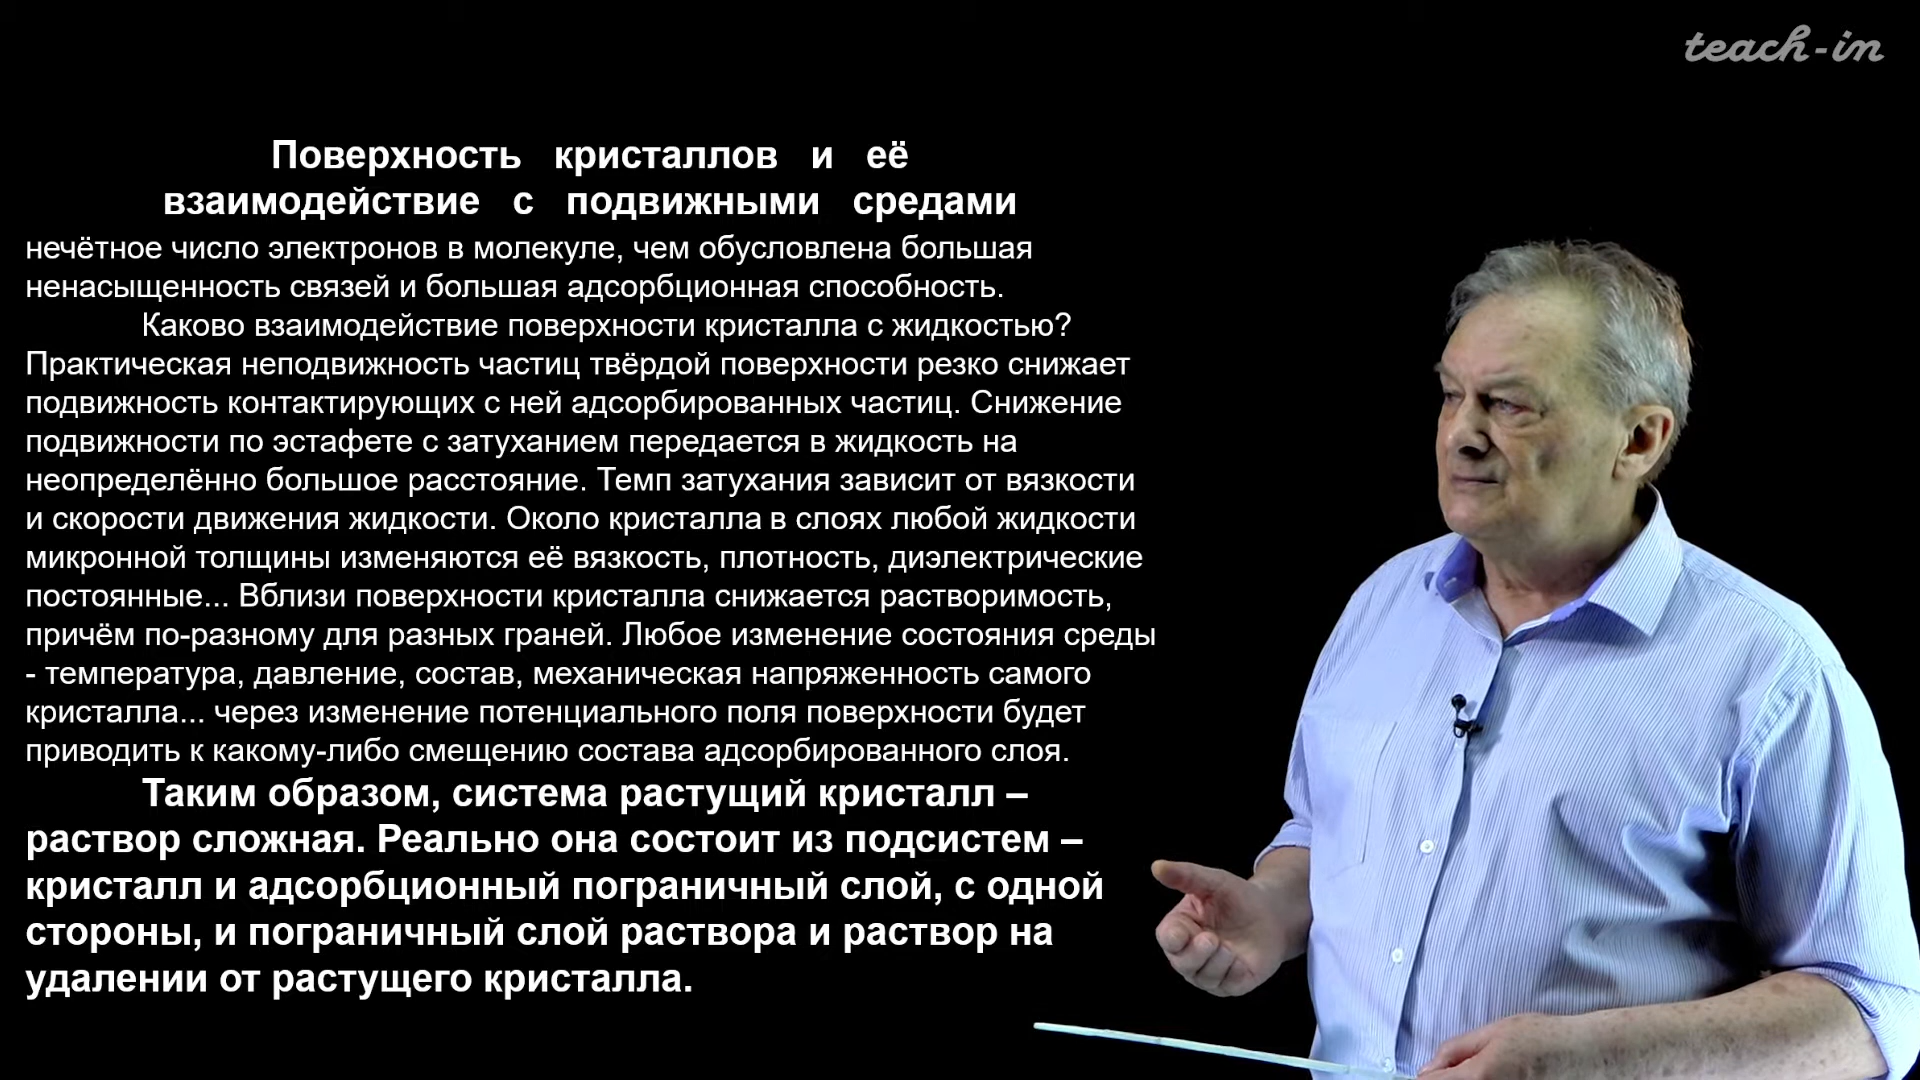 teach-in
Поверхность кристаллов и её
взаимодействие с подвижными средами
нечётное число электронов в молекуле, чем обусловлена большая
ненасыщенность связей и большая адсорбционная способность.
Каково взаимодействие поверхности кристалла с жидкостью?
Практическая неподвижность частиц твёрдой поверхности резко снижает
подвижность контактирующих с ней адсорбированных частиц. Снижение
подвижности по эстафете с затуханием передается в жидкость на
неопределённо большое расстояние. Темп затухания зависит от вязкости
и скорости движения жидкости. Около кристалла в слоях любой жидкости
микронной толщины изменяются её вязкость, плотность, диэлектрические
постоянные... Вблизи поверхности кристалла снижается растворимость,
причём по-разному для разных граней. Любое изменение состояния среды
- температура, давление, состав, механическая напряженность самого
кристалла... через изменение потенциального поля поверхности будет
приводить к какому-либо смещению состава адсорбированного слоя.
Таким образом, система растущий кристалл –
раствор сложная. Реально она состоит из подсистем –
кристалл и адсорбционный пограничный слой, с одной
стороны, и пограничный слой раствора и раствор на
удалении от растущего кристалла.